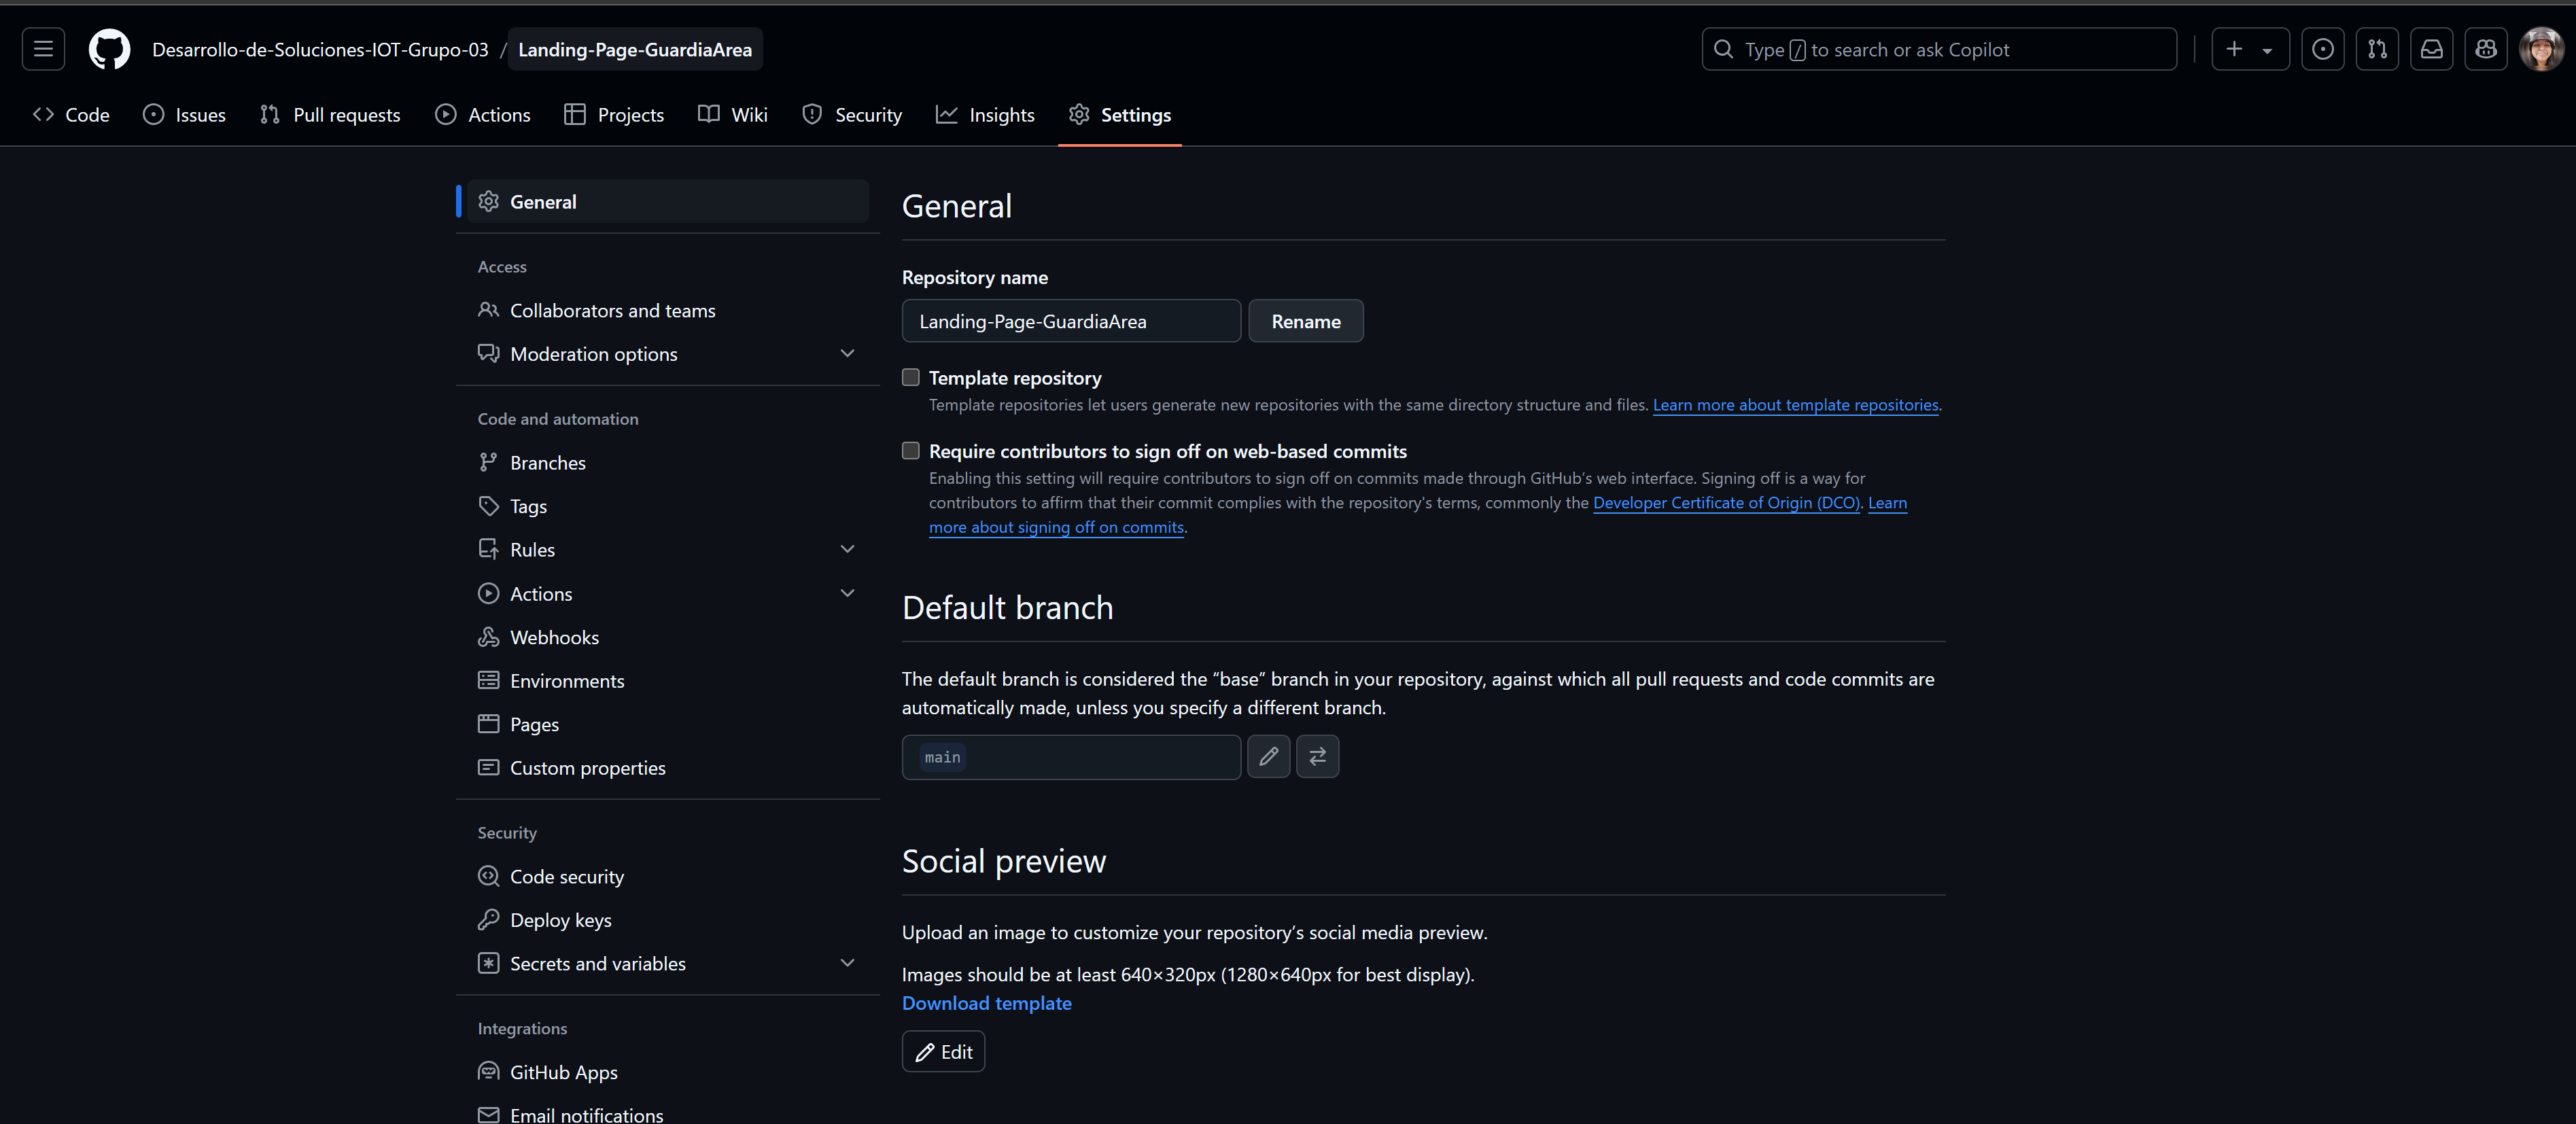 Desarrollo-de-Soluciones-IOT-Grupo-03 / Landing-Page-GuardiaArea
Type / to search or ask Copilot
Code Issues Pull requests Actions Projects Wiki Security Insights Settings
General
Access
Collaborators and teams
Moderation options
Code and automation
Branches
Tags
Rules
Actions
Webhooks
Environments
Pages
Custom properties
Security
Code security
Deploy keys
Secrets and variables
Integrations
GitHub Apps
Email notifications
General
Repository name
Landing-Page-GuardiaArea Rename
Template repository
Template repositories let users generate new repositories with the same directory structure and files. Learn more about template repositories.
Require contributors to sign off on web-based commits
Enabling this setting will require contributors to sign off on commits made through GitHub’s web interface. Signing off is a way for
contributors to affirm that their commit complies with the repository's terms, commonly the Developer Certificate of Origin (DCO). Learn
more about signing off on commits.
Default branch
The default branch is considered the “base” branch in your repository, against which all pull requests and code commits are
automatically made, unless you specify a different branch.
main
Social preview
Upload an image to customize your repository’s social media preview.
Images should be at least 640×320px (1280×640px for best display).
Download template
Edit